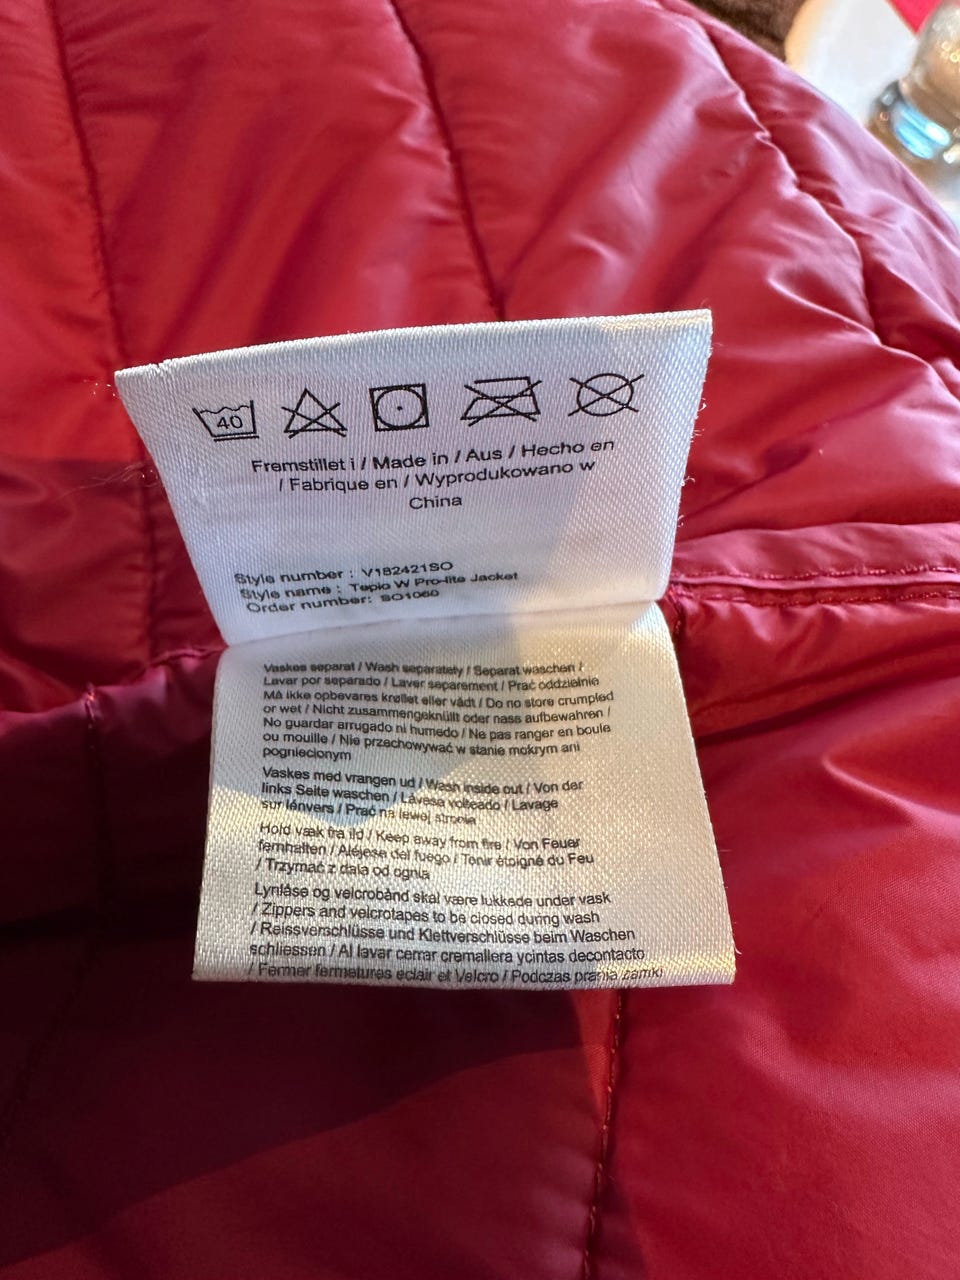 40
Fremstillet i / Made in / Aus / Hecho en
/ Fabrique en / Wyprodukowano w
China
Style number : V182421SO
Style name : Tepio W Pro-lite Jacket
Order number: SO1060
Vaskes separat / Wash separately / Separat waschen /
Lavar por separado / Laver separement / Prać oddzielnie
Må ikke opbevares krøllet eller vådt / Do no store crumpled
or wet / Nicht zusammengeknüllt oder nass aufbewahren /
No guardar arrugado ni humedo / Ne pas ranger en boule
ou mouille / Nie przechowywać w stanie mokrym ani
pogniecionym
Vaskes med vrangen ud / Wash inside out / Von der
links Seite waschen / Lávese volteado / Lavage
sur lénvers / Prać na lewej stronie
Hold væk fra ild / Keep away from fire / Von Feuer
fernhalten / Aléjese del fuego / Tenir étoigné du Feu
/ Trzymać z dala od ognia
Lynlåse og velcrobånd skal være lukkede under vask
/ Zippers and velcrotapes to be closed during wash
/ Reissverschlüsse und Klettverschlüsse beim Waschen
schliessen / Al lavar cerrar cremallera ycintas decontacto
/ Fermer fermetures eclair et Velcro / Podczas prania zamki